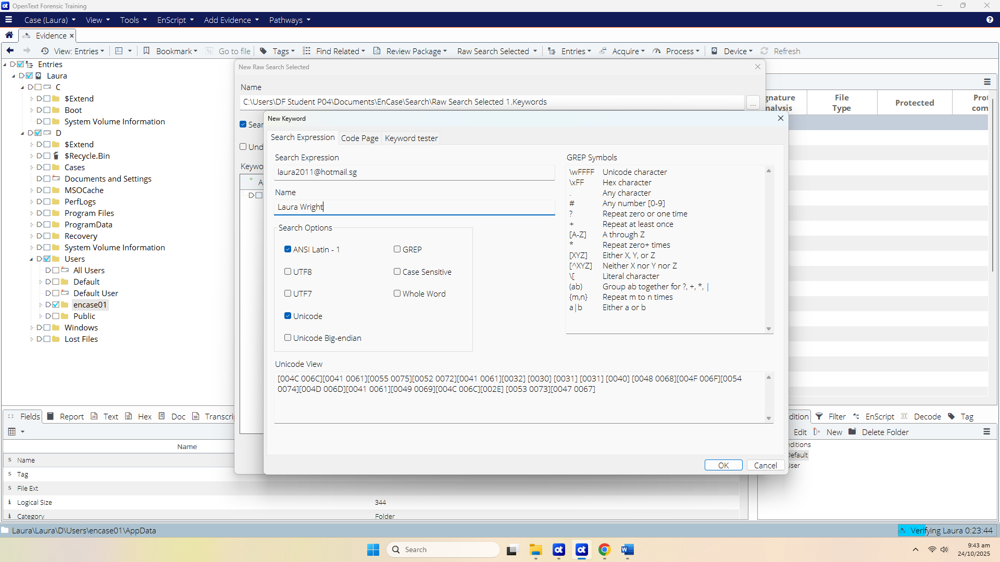 OpenText Forensic Training
Case (Laura) View Tools EnScript Add Evidence Pathways
Evidence
View: Entries Bookmark Go to file Tags Find Related Review Package Raw Search Selected Entries Acquire Process Device Refresh
Entries
Laura
C
$Extend
Boot
System Volume Information
D
$Extend
$Recycle.Bin
Cases
Documents and Settings
MSOCache
PerfLogs
Program Files
ProgramData
Recovery
System Volume Information
Users
All Users
Default
Default User
encase01
Public
Windows
Lost Files
New Raw Search Selected
Name
C:\Users\DF Student P04\Documents\EnCase\Search\Raw Search Selected 1.Keywords
...
New Keyword
Search Expression Code Page Keyword tester
Search Expression
laura2011@hotmail.sg
Name
Laura Wright
Search Options
ANSI Latin - 1 GREP
UTF8 Case Sensitive
UTF7 Whole Word
Unicode
Unicode Big-endian
GREP Symbols
\wFFFF Unicode character
\xFF Hex character
. Any character
# Any number [0-9]
? Repeat zero or one time
+ Repeat at least once
[A-Z] A through Z
* Repeat zero+ times
[XYZ] Either X, Y, or Z
[^XYZ] Neither X nor Y nor Z
\[ Literal character
(ab) Group ab together for ?, +, *, |
{m,n} Repeat m to n times
a|b Either a or b
Unicode View
[004C 006C][0041 0061][0055 0075][0052 0072][0041 0061][0032] [0030] [0031] [0031] [0040] [0048 0068][004F 006F][0054
0074][004D 006D][0041 0061][0049 0069][004C 006C][002E] [0053 0073][0047 0067]
OK Cancel
File
Type
Protected
Fields Report Text Hex Doc
Name
Name
Tag
File Ext
Logical Size 344
Category Folder
Filter EnScript Decode Tag
Edit New Delete Folder
Laura\Laura\D\Users\encase01\AppData
Verifying Laura 0:23:44
Search
9:43 am
24/10/2025